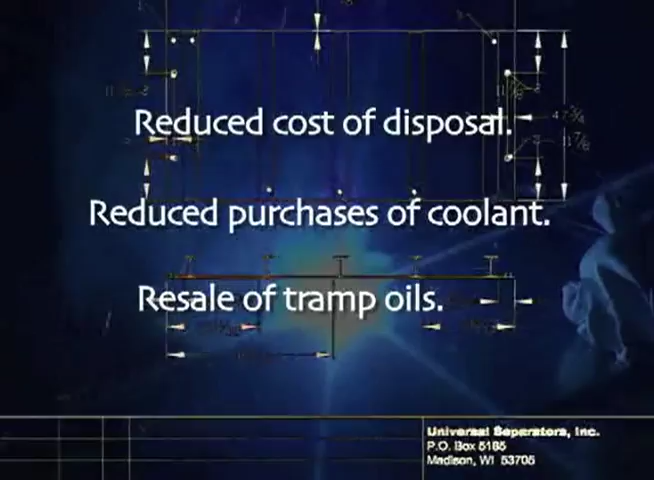 Reduced cost of disposal.
Reduced purchases of coolant.
Resale of tramp oils.
Universal Separators, Inc.
P.O. Box 5185
Madison, WI 53705